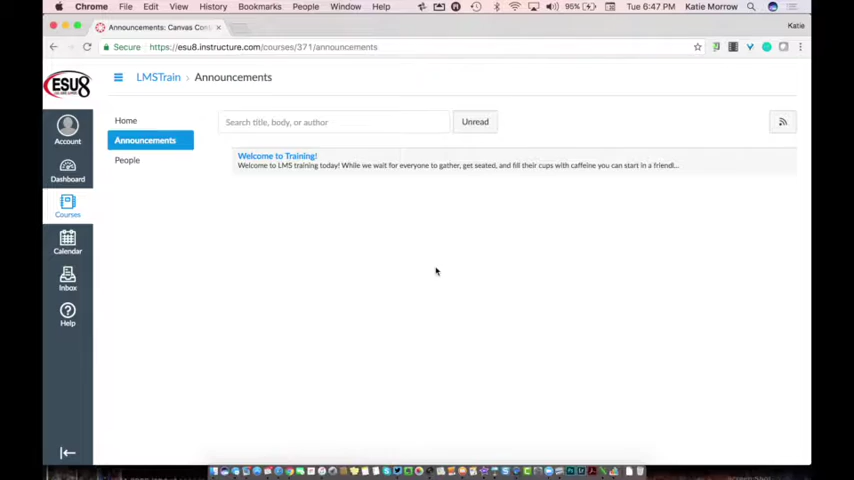 Chrome File Edit View History Bookmarks People Window Help 95% Tue 6:47 PM Katie Morrow
Announcements: Canvas Con Katie
Secure https://esu8.instructure.com/courses/371/announcements
ESU8
LMSTrain › Announcements
Home
Search title, body, or author Unread
Account
Announcements
Welcome to Training!
People
Welcome to LMS training today! While we wait for everyone to gather, get seated, and fill their cups with caffeine you can start in a friendl...
Dashboard
Courses
Calendar
Inbox
Help